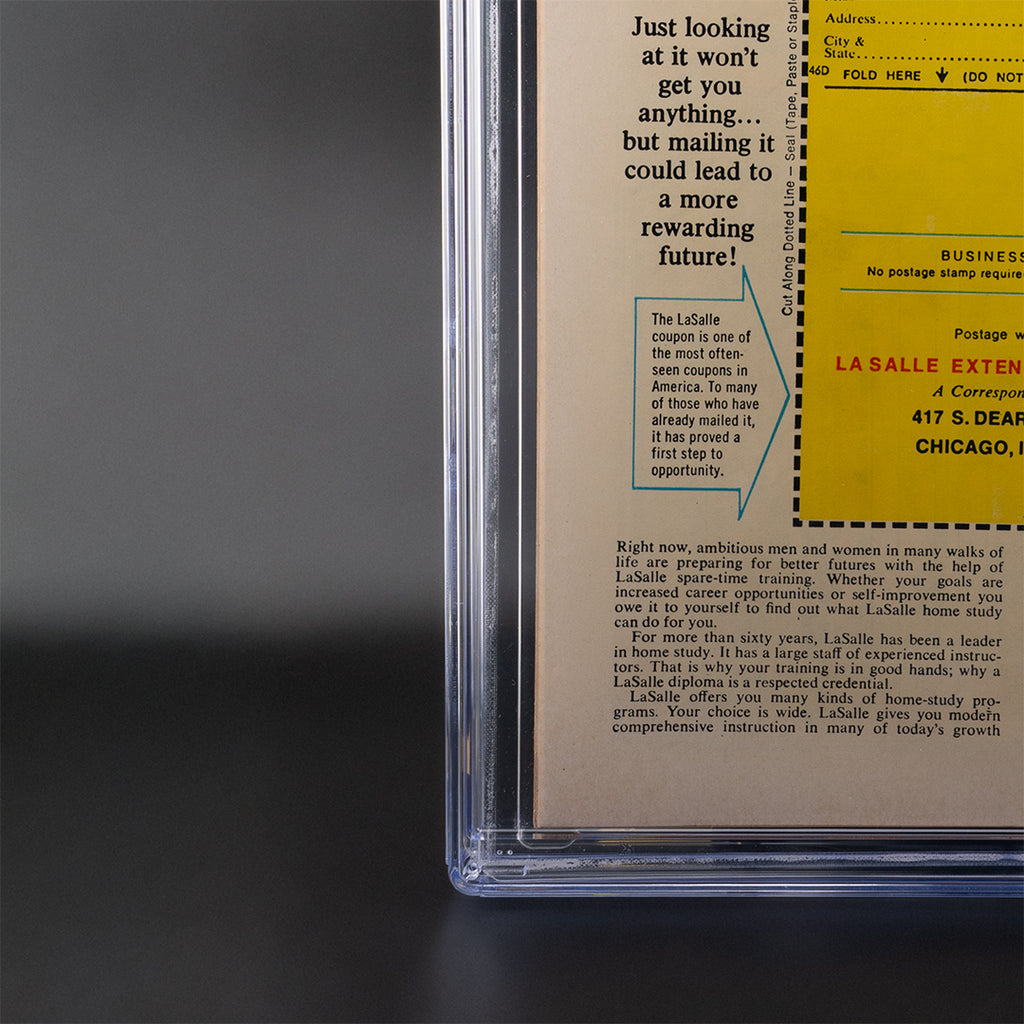 Just looking
at it won't
get you
anything...
but mailing it
could lead to
a more
rewarding
future!
The LaSalle
coupon is one of
the most often-
seen coupons in
America. To many
of those who have
already mailed it,
it has proved a
first step to
opportunity.
Cut Along Dotted Line – Seal (Tape, Paste or Stapl
Address
City &
State
46D FOLD HERE (DO NOT
BUSINESS
No postage stamp require
Postage w
LA SALLE EXTEN
A Correspon
417 S. DEAR
CHICAGO, I
Right now, ambitious men and women in many walks of
life are preparing for better futures with the help of
LaSalle spare-time training. Whether your goals are
increased career opportunities or self-improvement you
owe it to yourself to find out what LaSalle home study
can do for you.
For more than sixty years, LaSalle has been a leader
in home study. It has a large staff of experienced instruc-
tors. That is why your training is in good hands; why a
LaSalle diploma is a respected credential.
LaSalle offers you many kinds of home-study pro-
grams. Your choice is wide. LaSalle gives you modern
comprehensive instruction in many of today's growth